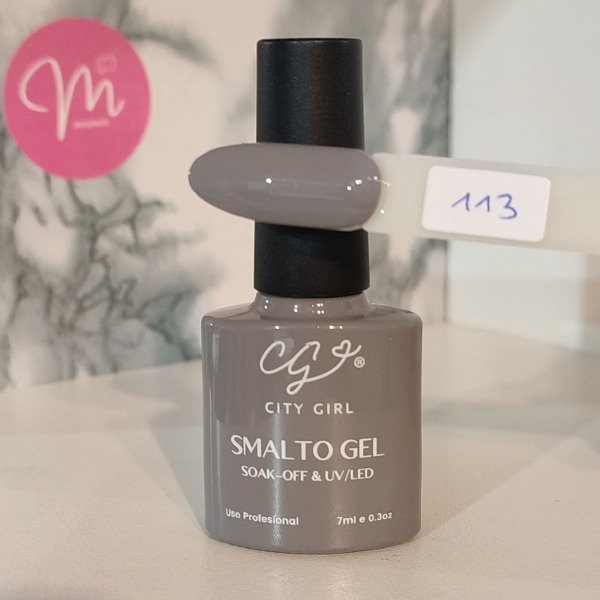 m
113
CG®
CITY GIRL
SMALTO GEL
SOAK-OFF & UV/LED
Uso Profesional 7ml e 0.3oz